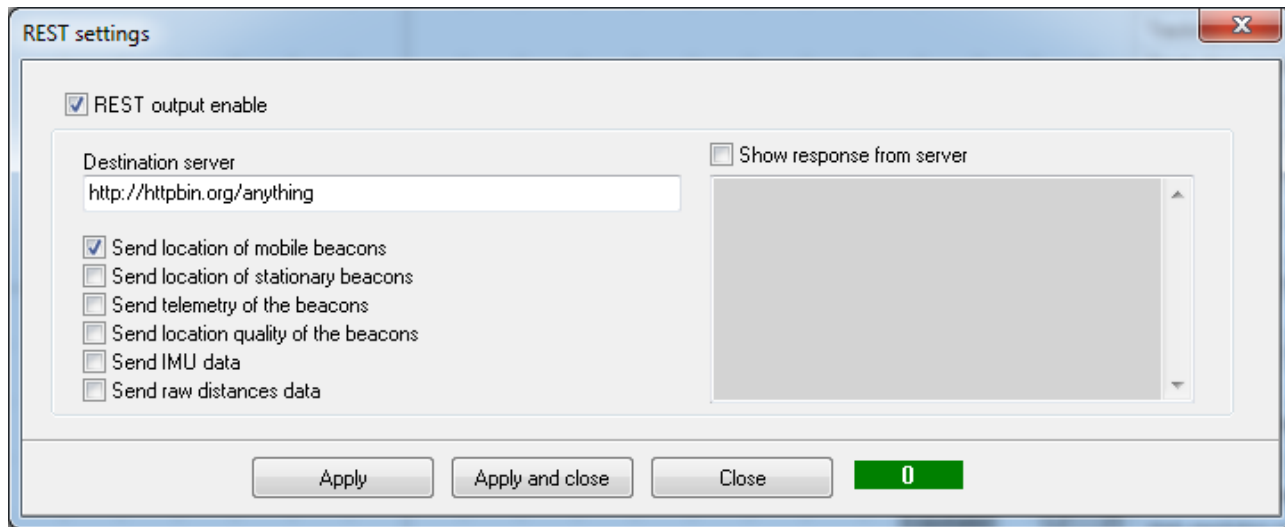 REST settings
REST output enable
Destination server
http://httpbin.org/anything
Send location of mobile beacons
Send location of stationary beacons
Send telemetry of the beacons
Send location quality of the beacons
Send IMU data
Send raw distances data
Show response from server
Apply
Apply and close
Close
0